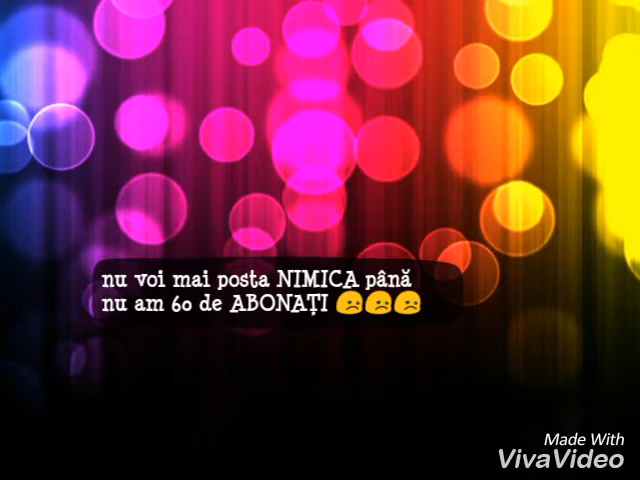 nu voi mai posta NIMICA până
nu am 60 de ABONAȚI 😞😞😞
Made With
VivaVideo